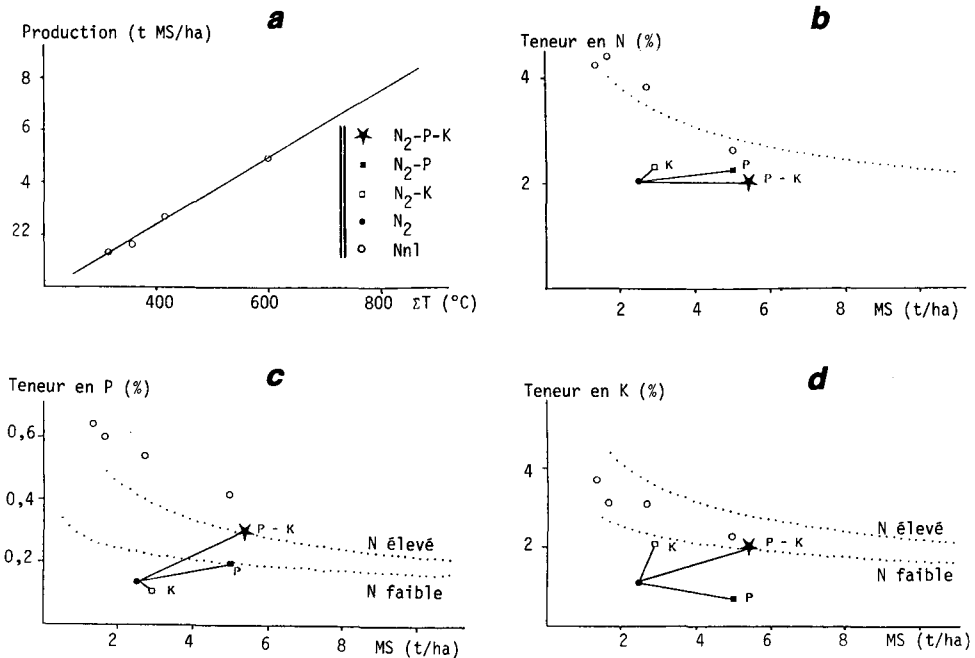 a
Production (t MS/ha)
8
6
4
22
400
600
800
ΣT (°C)
N₂-P-K
N₂-P
N₂-K
N₂
Nnl
b
Teneur en N (%)
4
2
K
P
P - K
2
4
6
8
MS (t/ha)
c
Teneur en P (%)
0,6
0,4
0,2
P - K
P
K
N élevé
N faible
2
4
6
8
MS (t/ha)
d
Teneur en K (%)
4
2
K
P - K
P
N élevé
N faible
2
4
6
8
MS (t/ha)